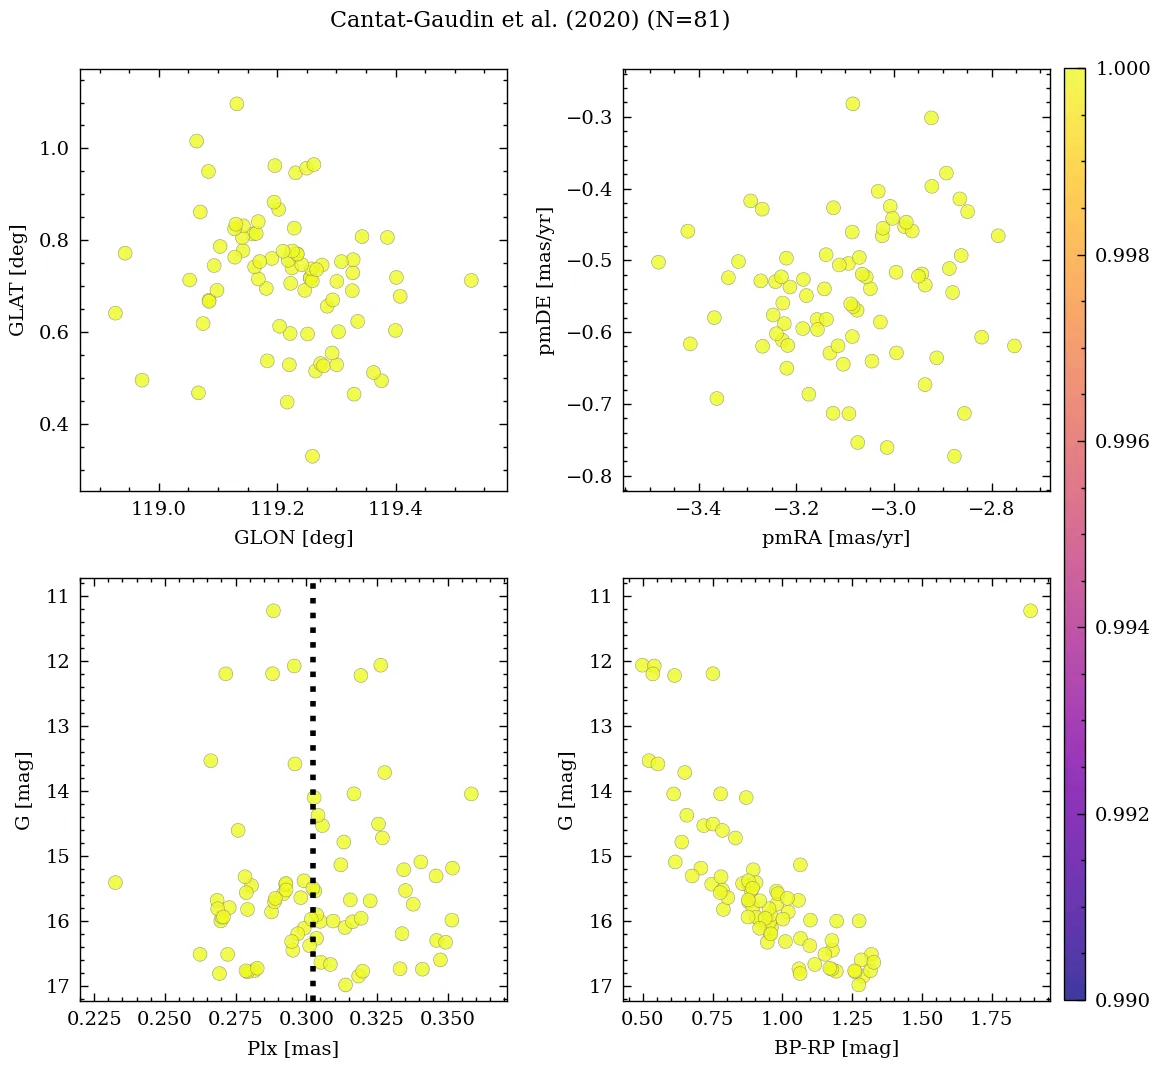 Cantat-Gaudin et al. (2020) (N=81)
1.0
0.8
0.6
0.4
GLAT [deg]
119.0 119.2 119.4
GLON [deg]
−0.3
−0.4
−0.5
−0.6
−0.7
−0.8
pmDE [mas/yr]
−3.4 −3.2 −3.0 −2.8
pmRA [mas/yr]
11
12
13
14
15
16
17
G [mag]
0.225 0.250 0.275 0.300 0.325 0.350
Plx [mas]
11
12
13
14
15
16
17
G [mag]
0.50 0.75 1.00 1.25 1.50 1.75
BP-RP [mag]
1.000
0.998
0.996
0.994
0.992
0.990